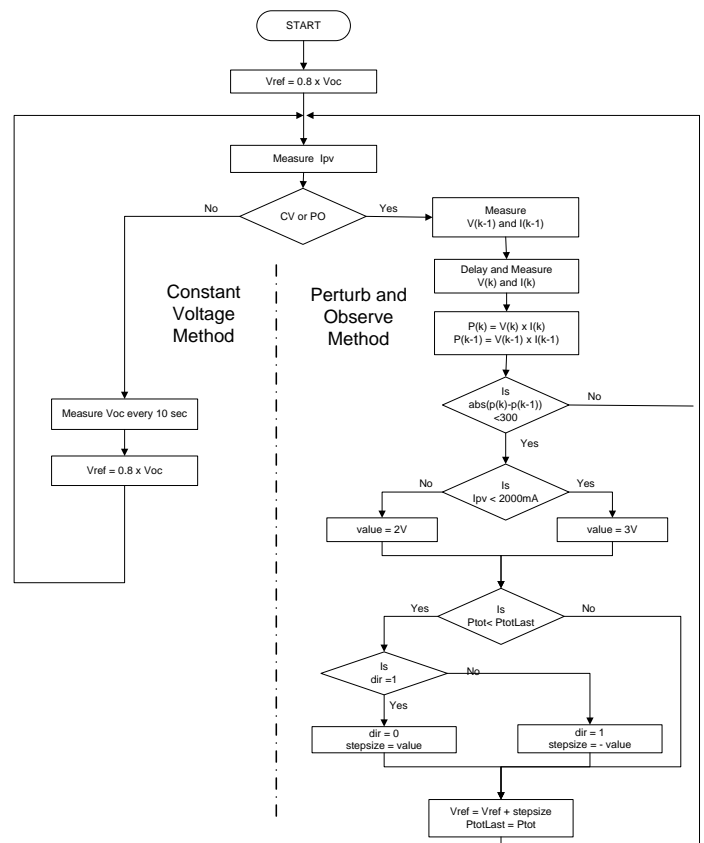 START
Vref = 0.8 x Voc
Measure Ipv
CV or PO
No
Yes
Measure
V(k-1) and I(k-1)
Delay and Measure
V(k) and I(k)
P(k) = V(k) x I(k)
P(k-1) = V(k-1) x I(k-1)
Constant
Voltage
Method
Perturb and
Observe
Method
Is
abs(p(k)-p(k-1))
<300
No
Yes
Measure Voc every 10 sec
Vref = 0.8 x Voc
Is
Ipv < 2000mA
No
Yes
value = 2V
value = 3V
Is
Ptot< PtotLast
Yes
No
Is
dir =1
No
Yes
dir = 0
stepsize = value
dir = 1
stepsize = - value
Vref = Vref + stepsize
PtotLast = Ptot